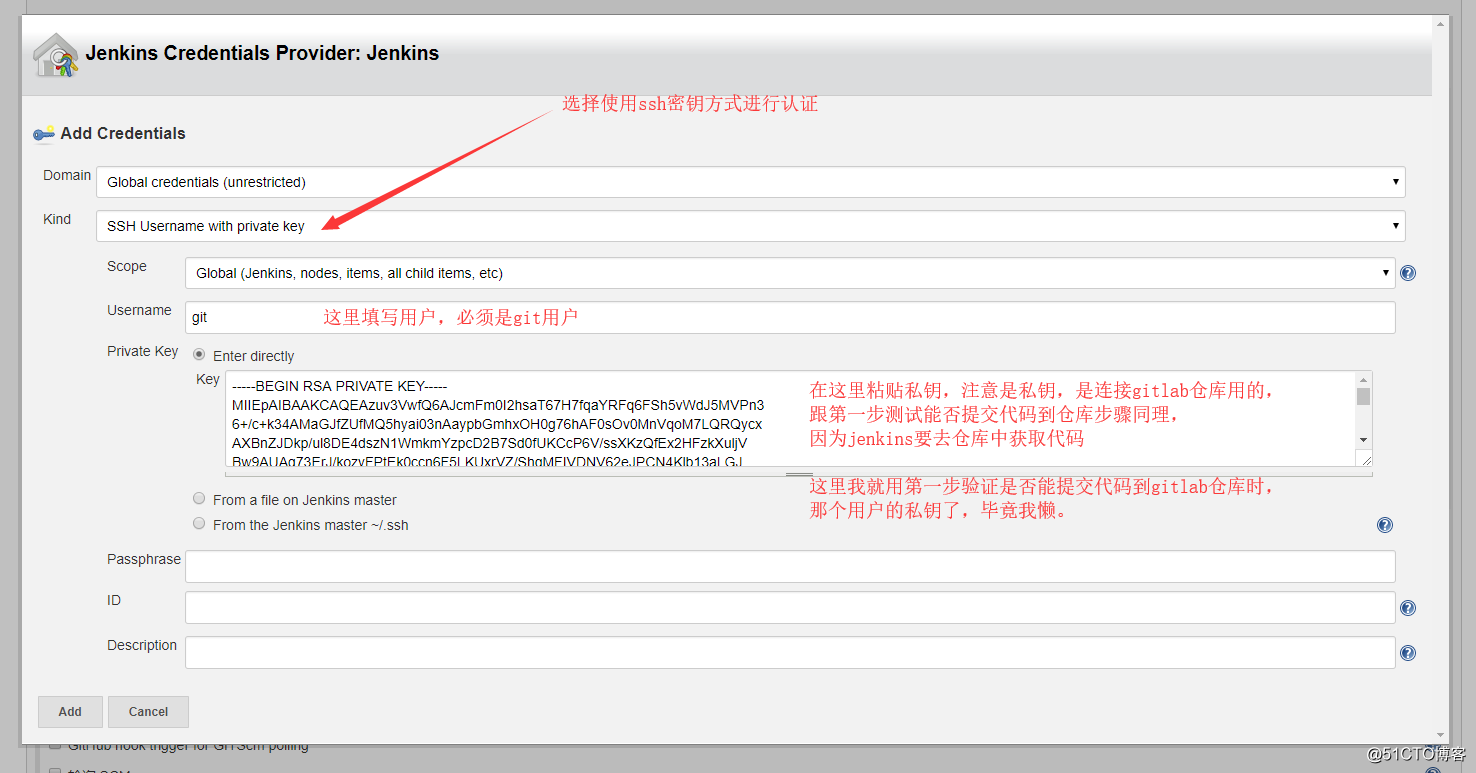 Jenkins Credentials Provider: Jenkins
选择使用ssh密钥方式进行认证
Add Credentials
Domain
Global credentials (unrestricted)
Kind
SSH Username with private key
Scope
Global (Jenkins, nodes, items, all child items, etc)
Username
git
这里填写用户，必须是git用户
Private Key
Enter directly
Key
-----BEGIN RSA PRIVATE KEY-----
MIIEpAIBAAKCAQEAzuv3VwfQ6AJcmFm0I2hsaT67H7fqaYRFq6FSh5vWdJ5MVPn3
6+/c+k34AMaGJfZUfMQ5hyai03nAaypbGmhxOH0g76hAF0sOv0MnVqoM7LQRQycx
AXBnZJDkp/ul8DE4dszN1WmkmYzpcD2B7Sd0fUKCcP6V/ssXKzQfEx2HFzkXuljV
在这里粘贴私钥，注意是私钥，是连接gitlab仓库用的，
跟第一步测试能否提交代码到仓库步骤同理，
因为jenkins要去仓库中获取代码
这里我就用第一步验证是否能提交代码到gitlab仓库时，
那个用户的私钥了，毕竟我懒。
From a file on Jenkins master
From the Jenkins master ~/.ssh
Passphrase
ID
Description
Add
Cancel
GitHub hook trigger for GITScm polling
@51CTO博客